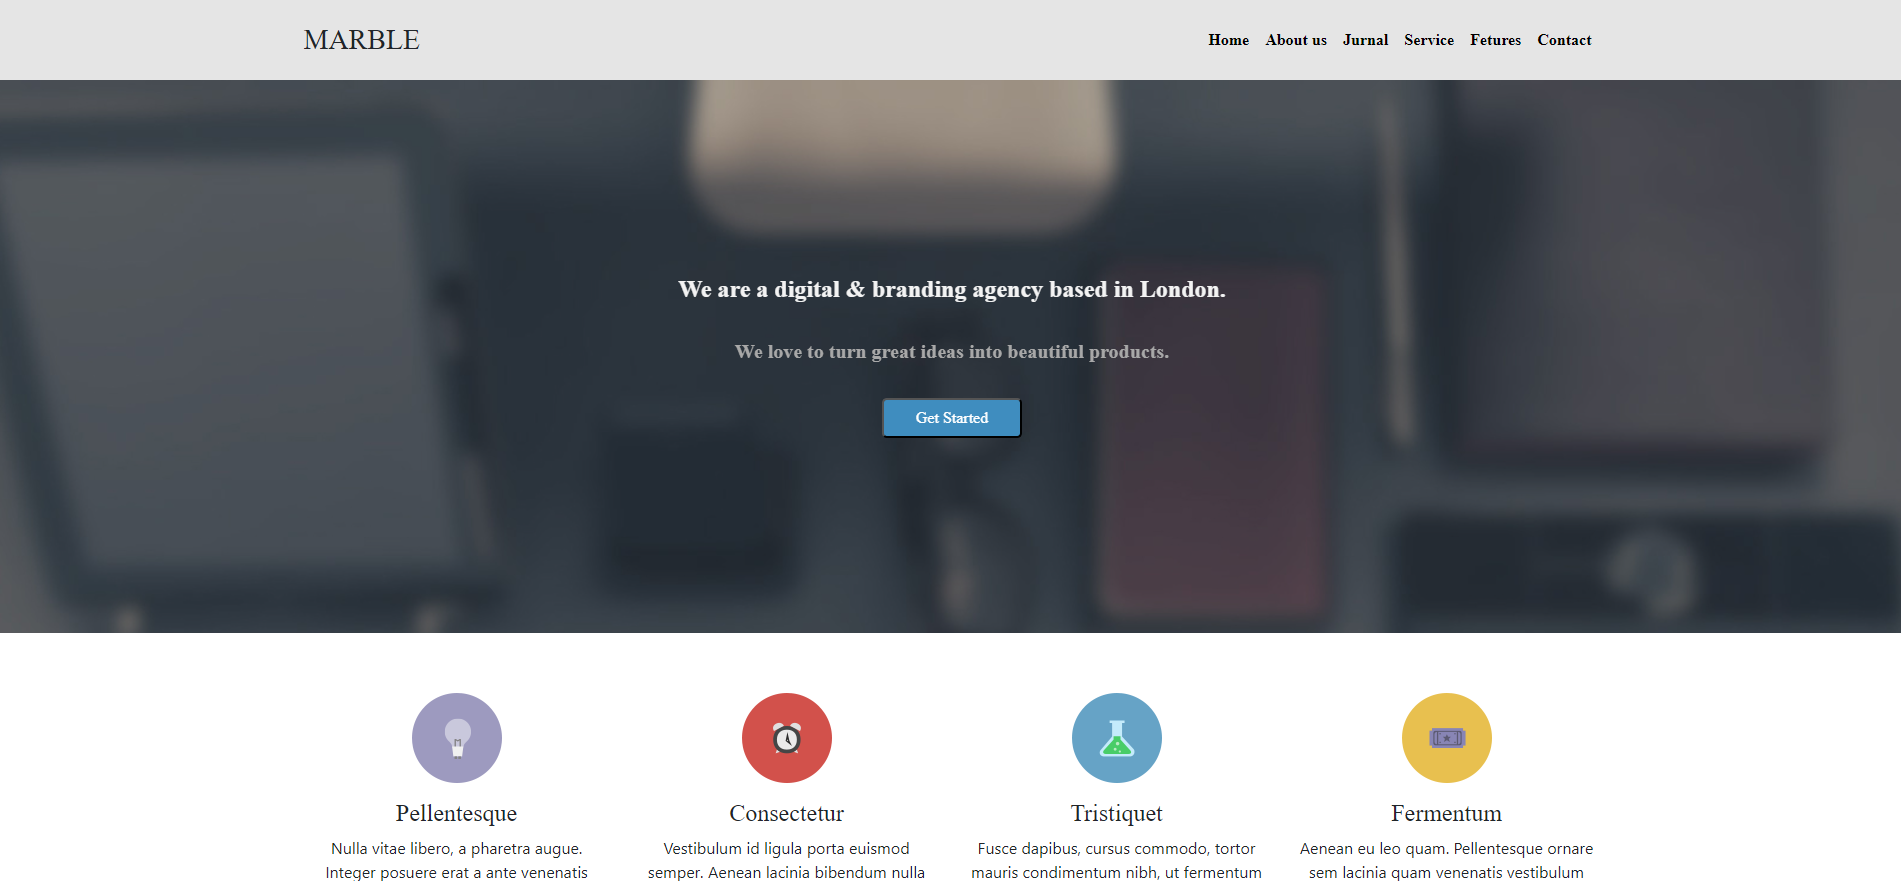 MARBLE
Home About us Jurnal Service Fetures Contact
We are a digital & branding agency based in London.
We love to turn great ideas into beautiful products.
Get Started
Pellentesque
Nulla vitae libero, a pharetra augue.
Integer posuere erat a ante venenatis
Consectetur
Vestibulum id ligula porta euismod
semper. Aenean lacinia bibendum nulla
Tristiquet
Fusce dapibus, cursus commodo, tortor
mauris condimentum nibh, ut fermentum
Fermentum
Aenean eu leo quam. Pellentesque ornare
sem lacinia quam venenatis vestibulum